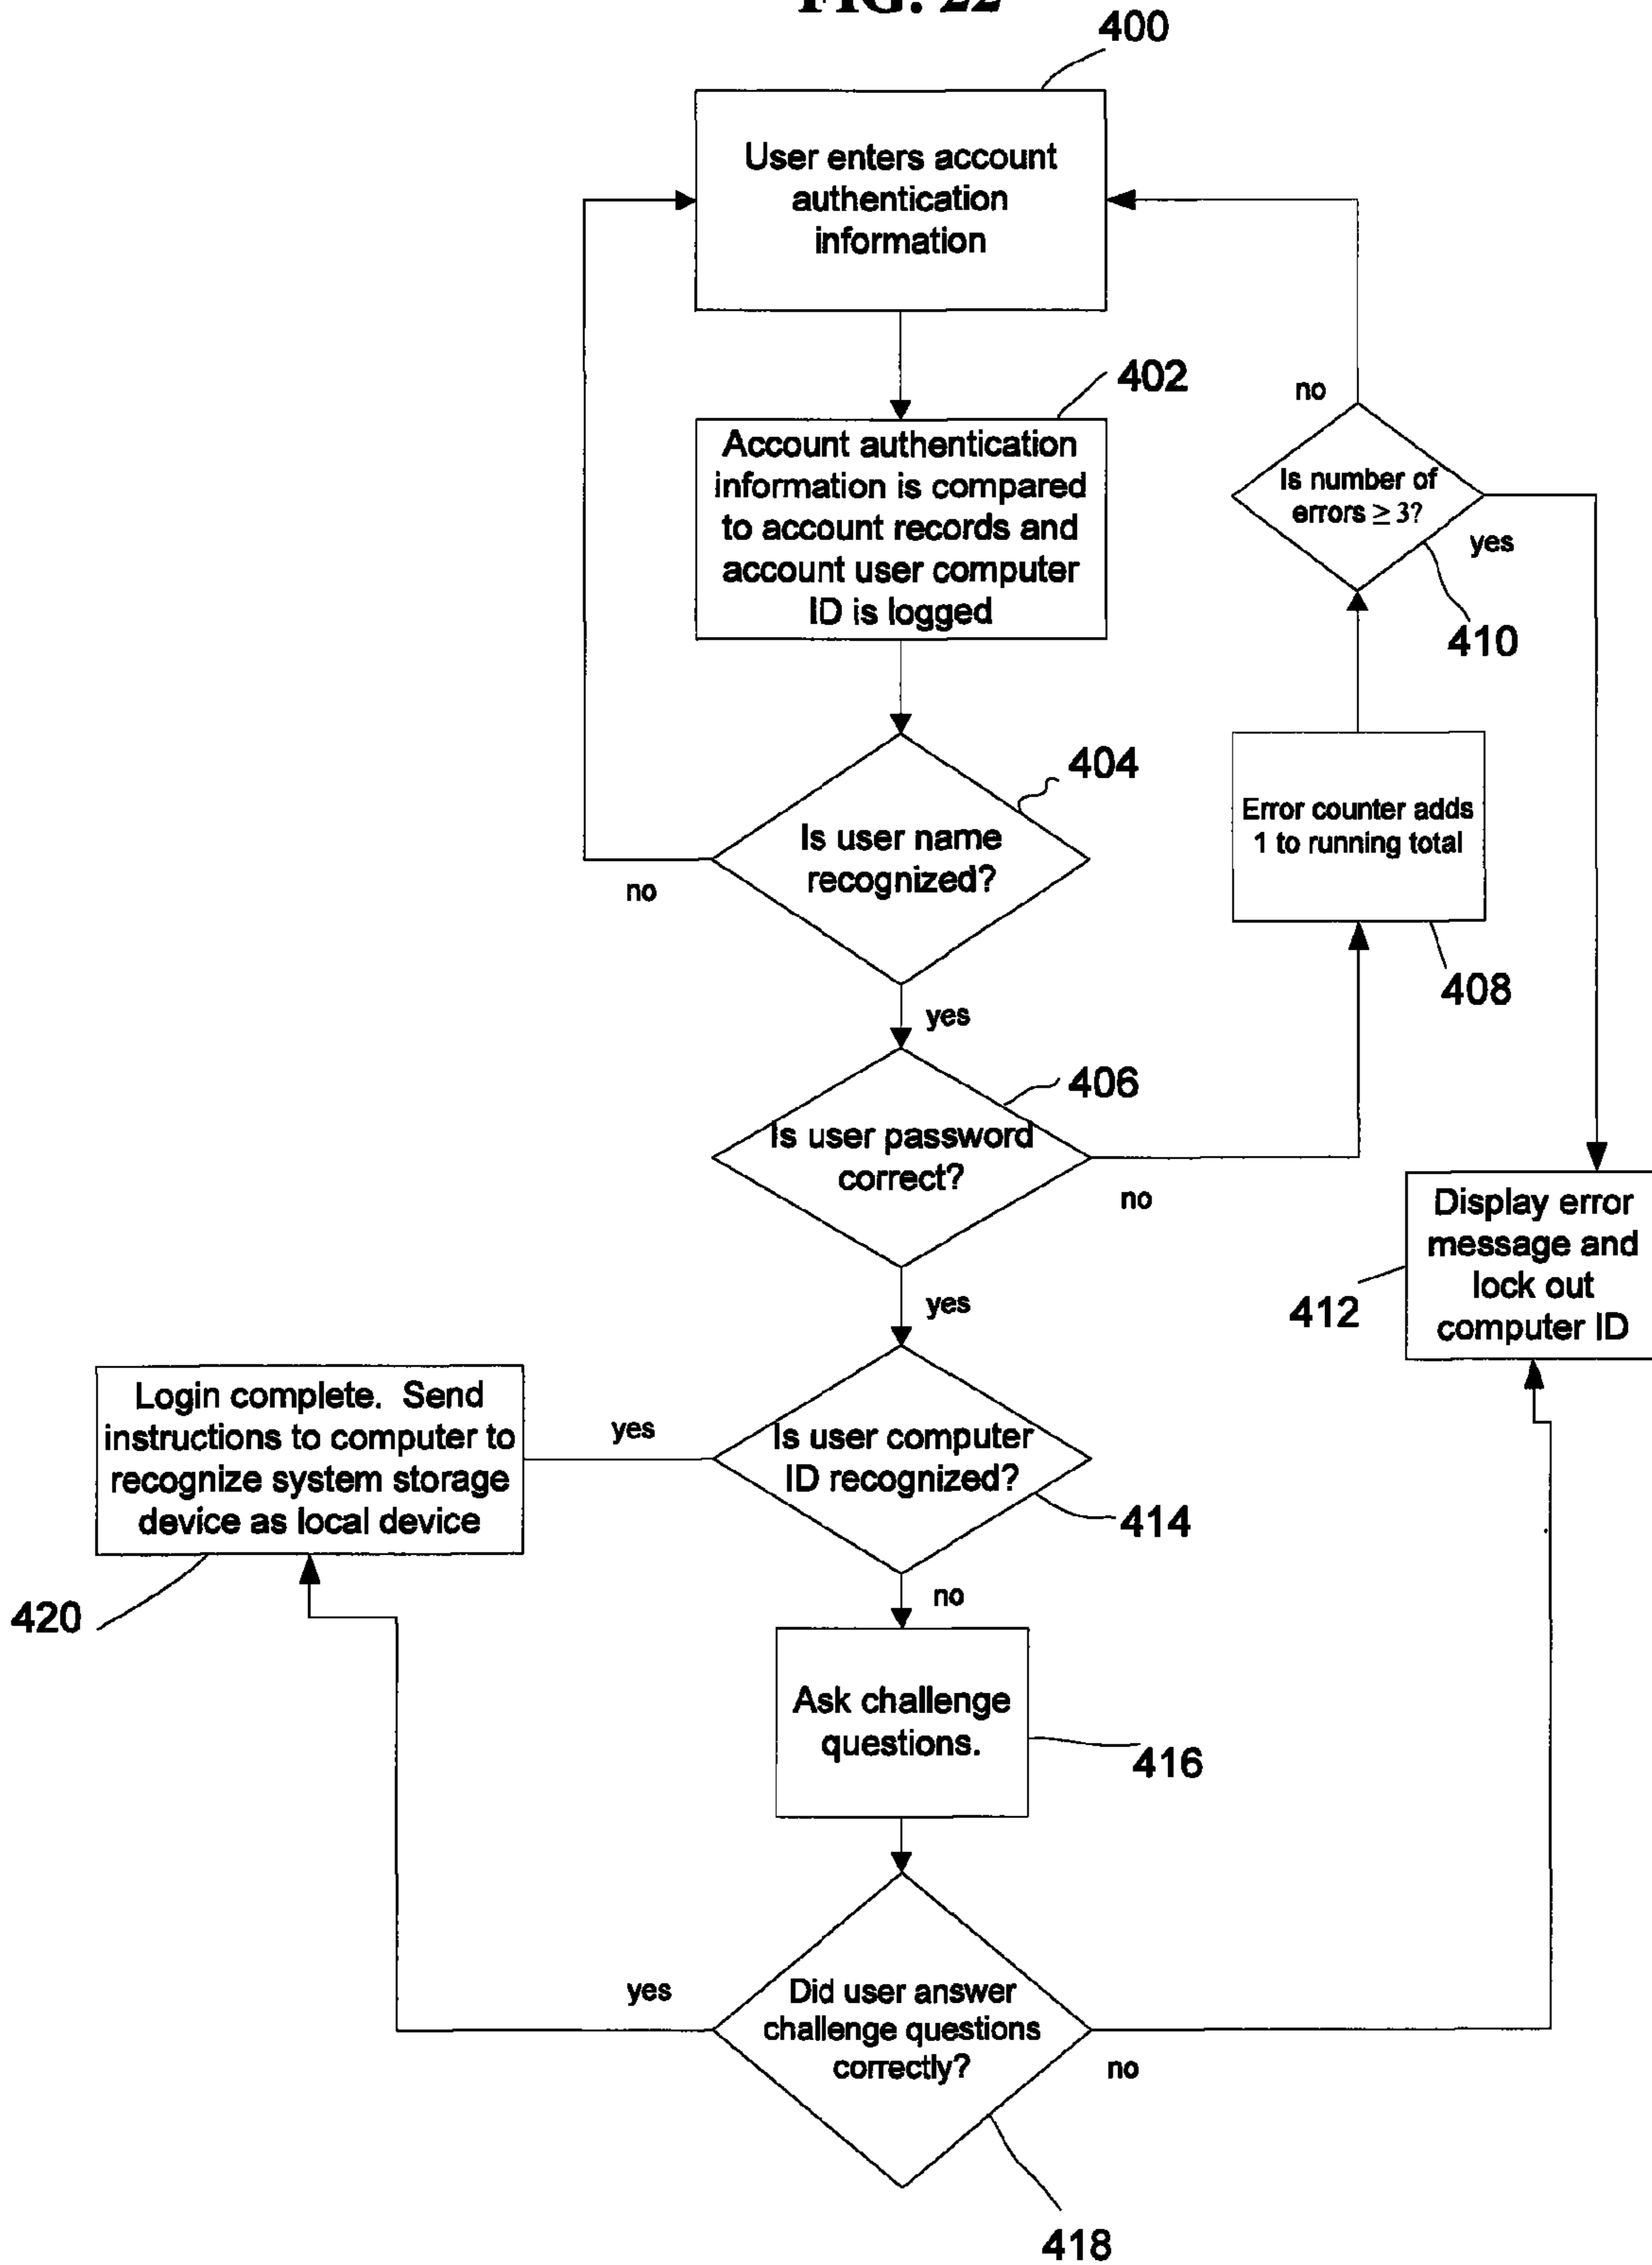 FIG. 22
400
User enters account
authentication
information
402
Account authentication
information is compared
to account records and
account user computer
ID is logged
no
Is number of
errors ≥ 3?
yes
410
404
Is user name
recognized?
no
Error counter adds
1 to running total
408
yes
406
Is user password
correct?
no
yes
Display error
message and
lock out
computer ID
412
Login complete. Send
instructions to computer to
recognize system storage
device as local device
yes
Is user computer
ID recognized?
414
420
no
Ask challenge
questions.
416
yes
Did user answer
challenge questions
correctly?
no
418